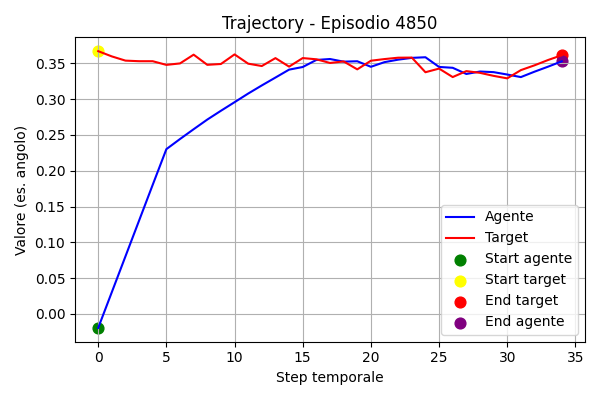 Trajectory - Episodio 4850
Valore (es. angolo)
0.35
0.30
0.25
0.20
0.15
0.10
0.05
0.00
0 5 10 15 20 25 30 35
Step temporale
Agente
Target
Start agente
Start target
End target
End agente